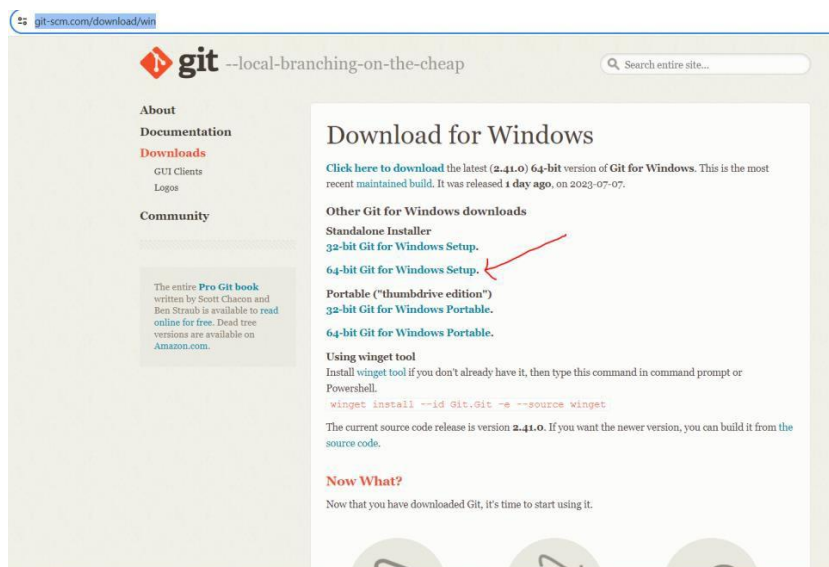 git-scm.com/download/win
git --local-branching-on-the-cheap
Search entire site...
About
Documentation
Downloads
GUI Clients
Logos
Community
The entire Pro Git book
written by Scott Chacon and
Ben Straub is available to read
online for free. Dead tree
versions are available on
Amazon.com.
Download for Windows
Click here to download the latest (2.41.0) 64-bit version of Git for Windows. This is the most
recent maintained build. It was released 1 day ago, on 2023-07-07.
Other Git for Windows downloads
Standalone Installer
32-bit Git for Windows Setup.
64-bit Git for Windows Setup.
Portable ("thumbdrive edition")
32-bit Git for Windows Portable.
64-bit Git for Windows Portable.
Using winget tool
Install winget tool if you don't already have it, then type this command in command prompt or
Powershell.
winget install --id Git.Git -e --source winget
The current source code release is version 2.41.0. If you want the newer version, you can build it from the
source code.
Now What?
Now that you have downloaded Git, it's time to start using it.